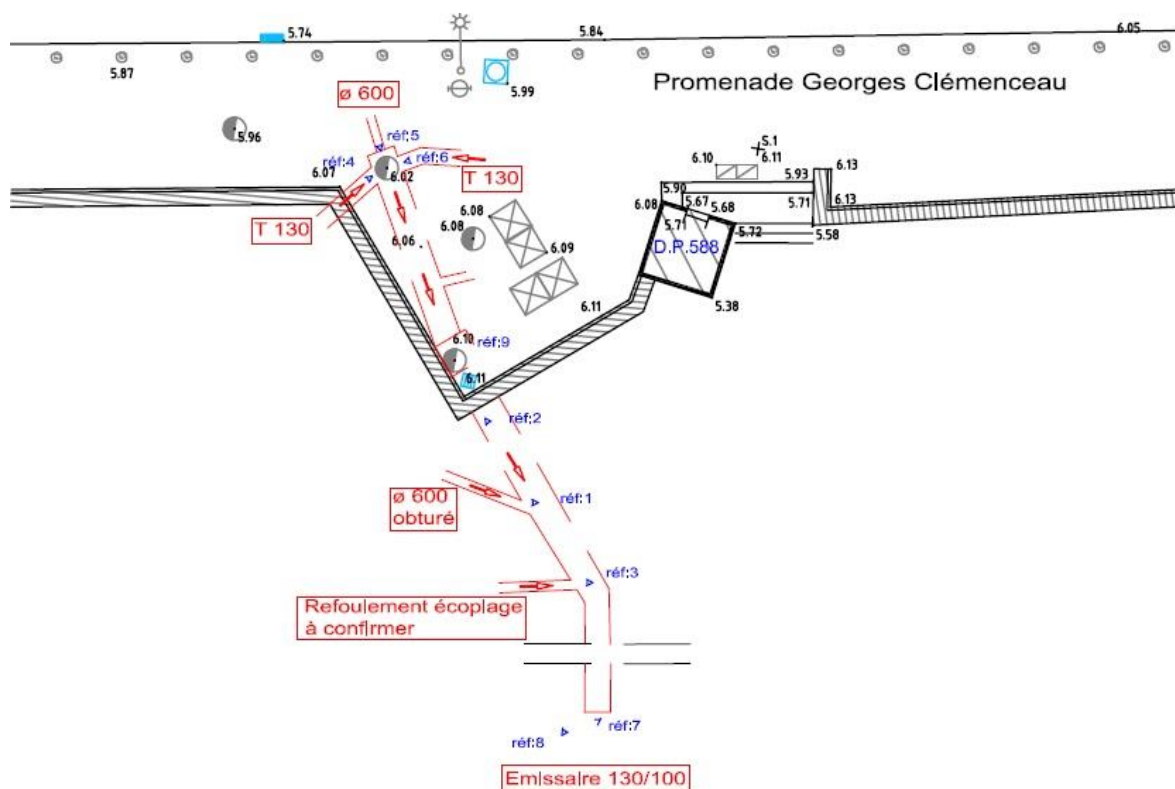 5.74
5.84
6.05
5.87
5.99
Promenade Georges Clémenceau
ø 600
5.96
réf:5
réf:4
réf:6
S.1
6.10
6.11
6.07
6.02
T 130
5.93
6.13
5.90
5.67
5.71
6.13
T 130
6.08
6.08
6.08
5.68
5.71
5.72
5.58
6.06
6.09
D.P.588
6.11
5.38
6.10
réf:9
6.11
réf:2
ø 600
obturé
réf:1
réf:3
Refoulement écoplage
à confirmer
réf:7
réf:8
Emissaire 130/100